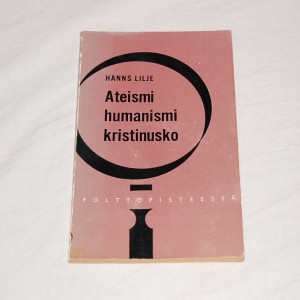 HANNS LILJE
Ateismi
humanismi
kristinusko
POLTTOPISTEESSÄ